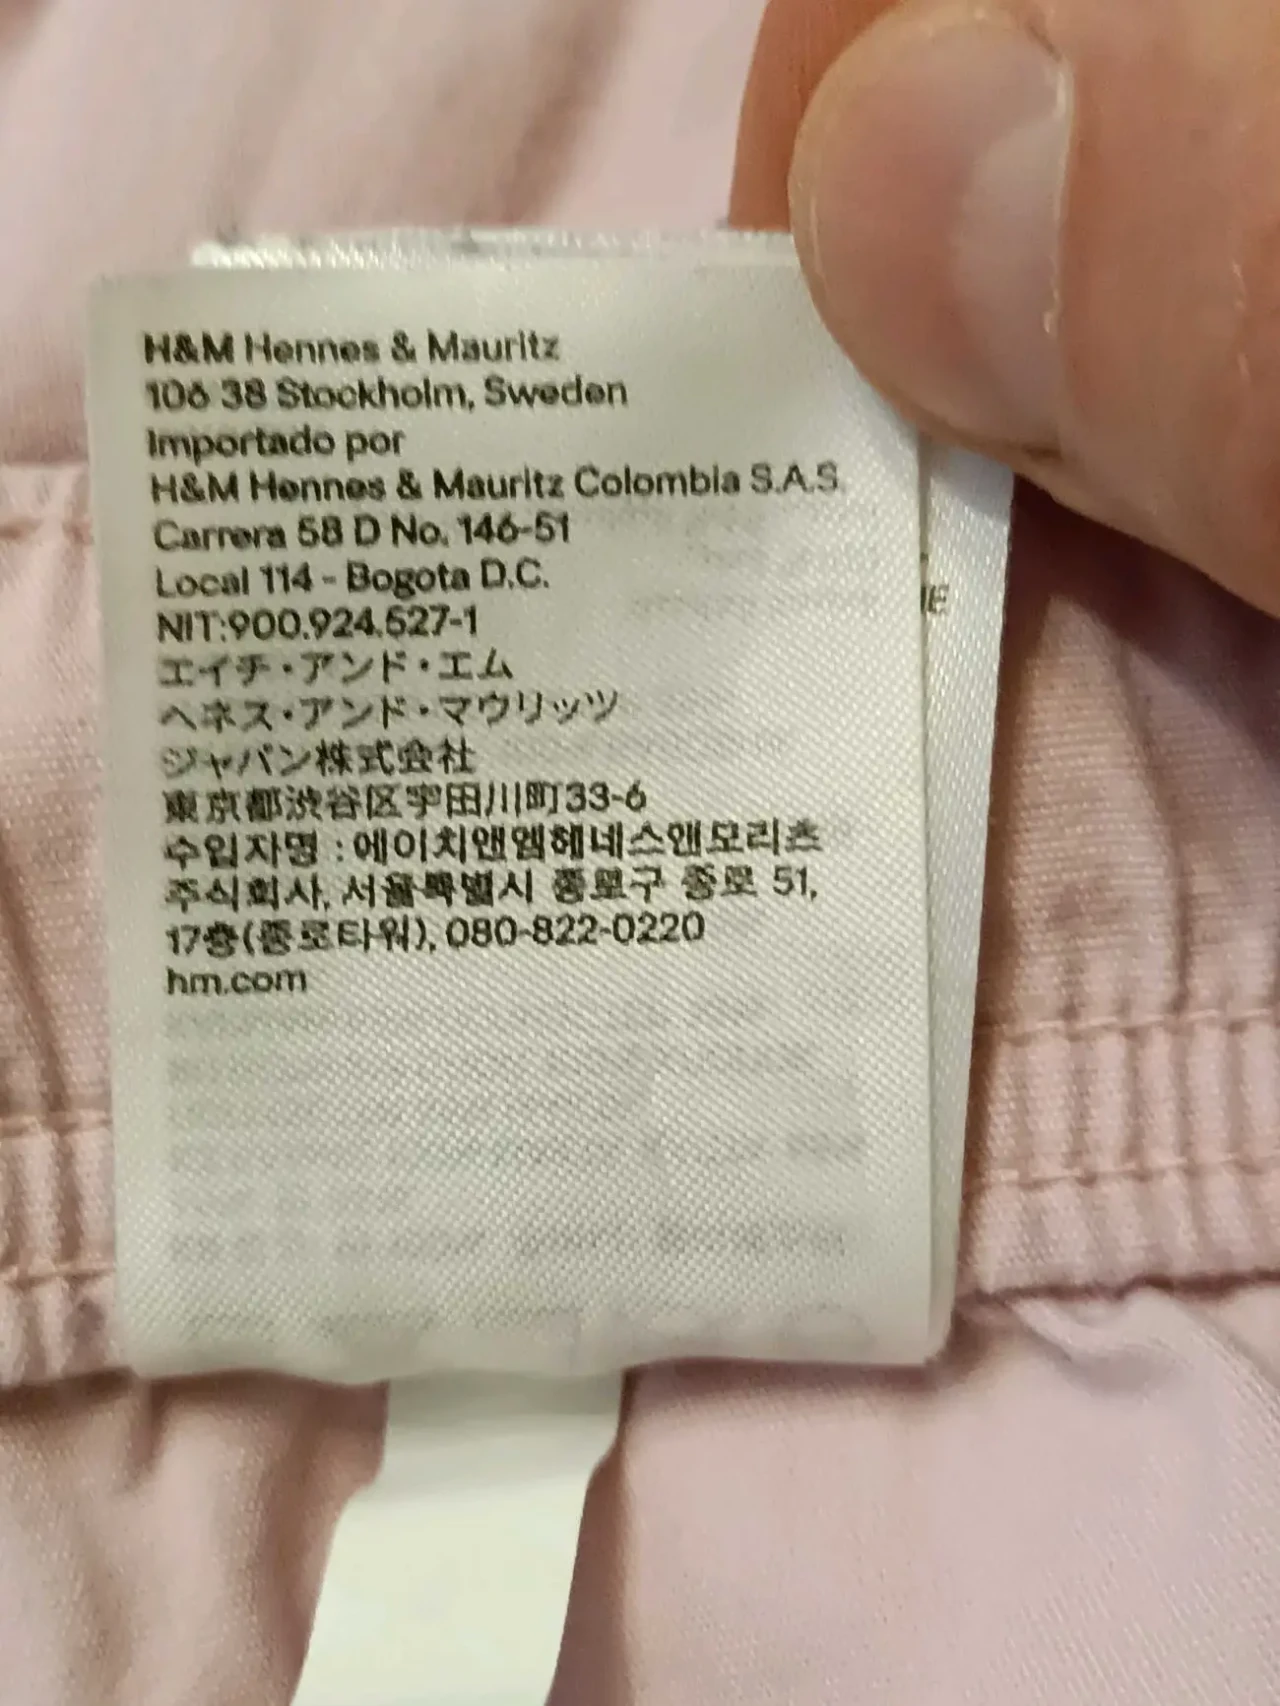 H&M Hennes & Mauritz
106 38 Stockholm, Sweden
Importado por
H&M Hennes & Mauritz Colombia S.A.S.
Carrera 58 D No. 146-51
Local 114 - Bogota D.C.
NIT:900.924.527-1
エイチ・アンド・エム
ヘネス・アンド・マウリッツ
ジャパン株式会社
東京都渋谷区宇田川町33-6
수입자명 : 에이치앤엠헤네스앤모리츠
주식회사, 서울특별시 종로구 종로 51,
17층(종로타워), 080-822-0220
hm.com